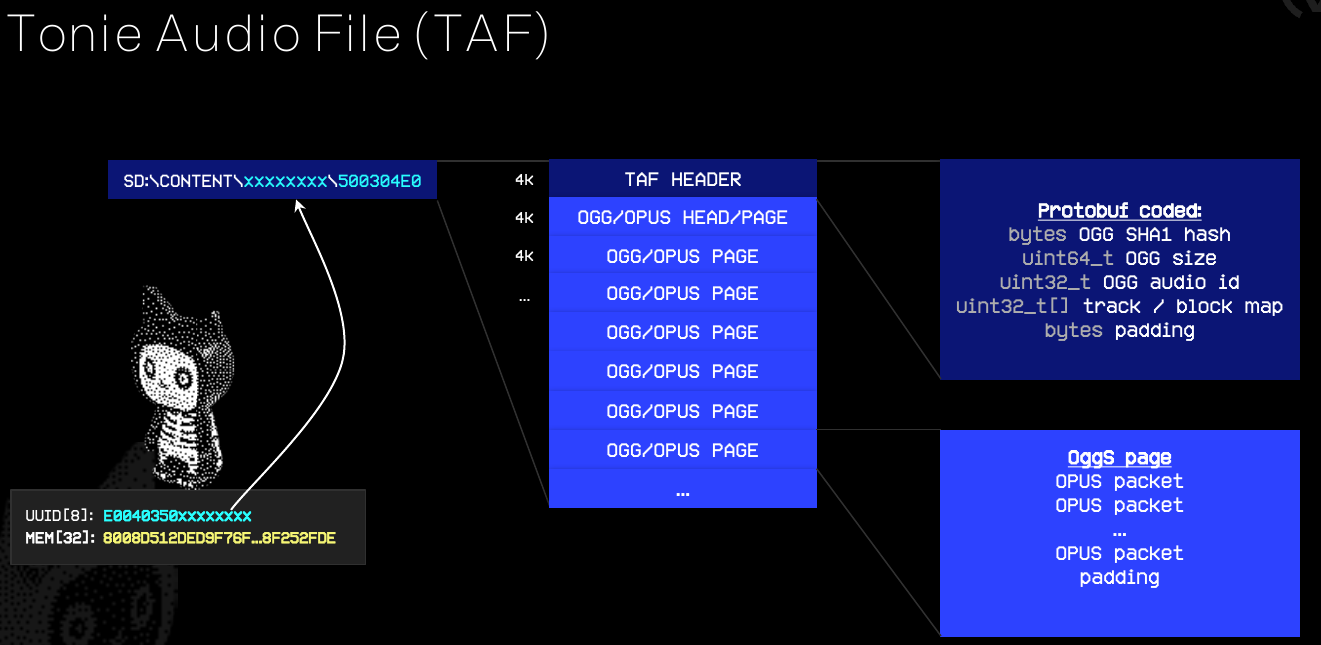 Tonie Audio File (TAF)
SD:\CONTENT\xxxxxxxx\500304E0
4k
TAF HEADER
4k
OGG/OPUS HEAD/PAGE
4k
OGG/OPUS PAGE
...
OGG/OPUS PAGE
OGG/OPUS PAGE
OGG/OPUS PAGE
OGG/OPUS PAGE
OGG/OPUS PAGE
...
Protobuf coded:
bytes OGG SHA1 hash
uint64_t OGG size
uint32_t OGG audio id
uint32_t[] track / block map
bytes padding
OggS page
OPUS packet
OPUS packet
...
OPUS packet
padding
UUID[8]: E0040350xxxxxxxx
MEM[32]: 8008D512DED9F76F…8F252FDE